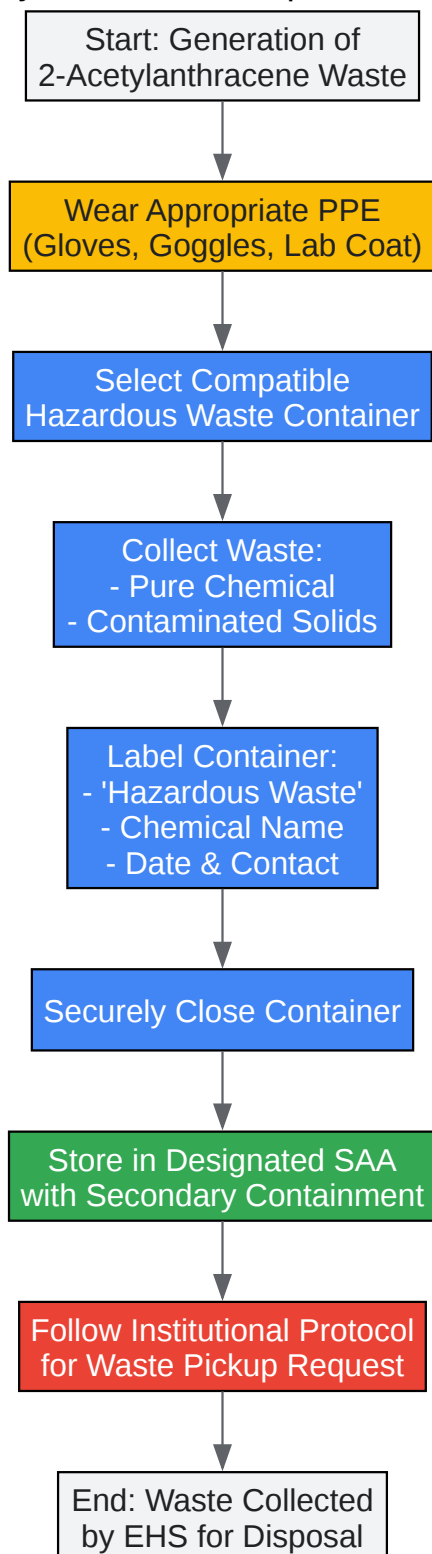 Start: Generation of
2-Acetylanthracene Waste
Wear Appropriate PPE
(Gloves, Goggles, Lab Coat)
Select Compatible
Hazardous Waste Container
Collect Waste:
- Pure Chemical
- Contaminated Solids
Label Container:
- 'Hazardous Waste'
- Chemical Name
- Date & Contact
Securely Close Container
Store in Designated SAA
with Secondary Containment
Follow Institutional Protocol
for Waste Pickup Request
End: Waste Collected
by EHS for Disposal